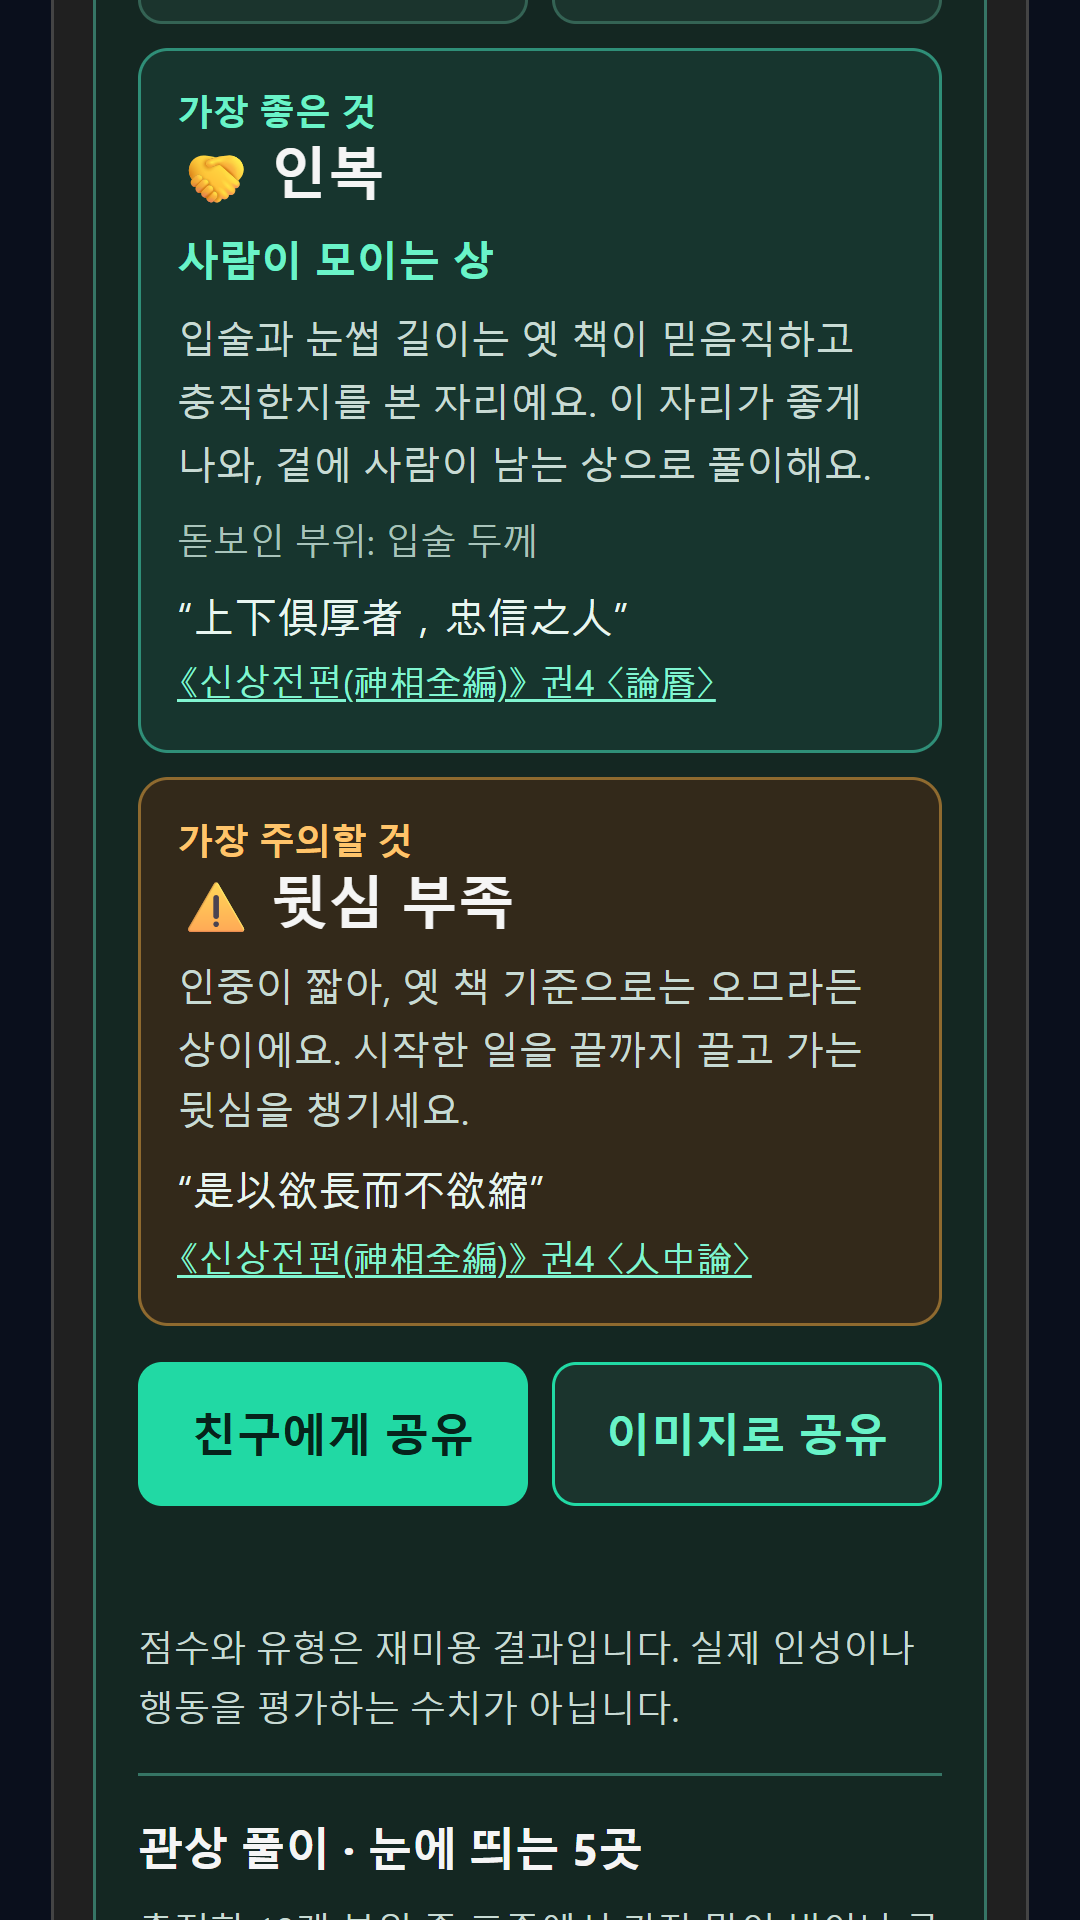 가장 좋은 것
🤝 인복
사람이 모이는 상
입술과 눈썹 길이는 옛 책이 믿음직하고
충직한지를 본 자리예요. 이 자리가 좋게
나와, 곁에 사람이 남는 상으로 풀이해요.
돋보인 부위: 입술 두께
“上下俱厚者，忠信之人”
《신상전편(神相全編)》 권4〈論脣〉
가장 주의할 것
⚠️ 뒷심 부족
인중이 짧아, 옛 책 기준으로는 오므라든
상이에요. 시작한 일을 끝까지 끌고 가는
뒷심을 챙기세요.
“是以欲長而不欲縮”
《신상전편(神相全編)》 권4〈人中論〉
친구에게 공유
이미지로 공유
점수와 유형은 재미용 결과입니다. 실제 인성이나
행동을 평가하는 수치가 아닙니다.
관상 풀이 · 눈에 띄는 5곳